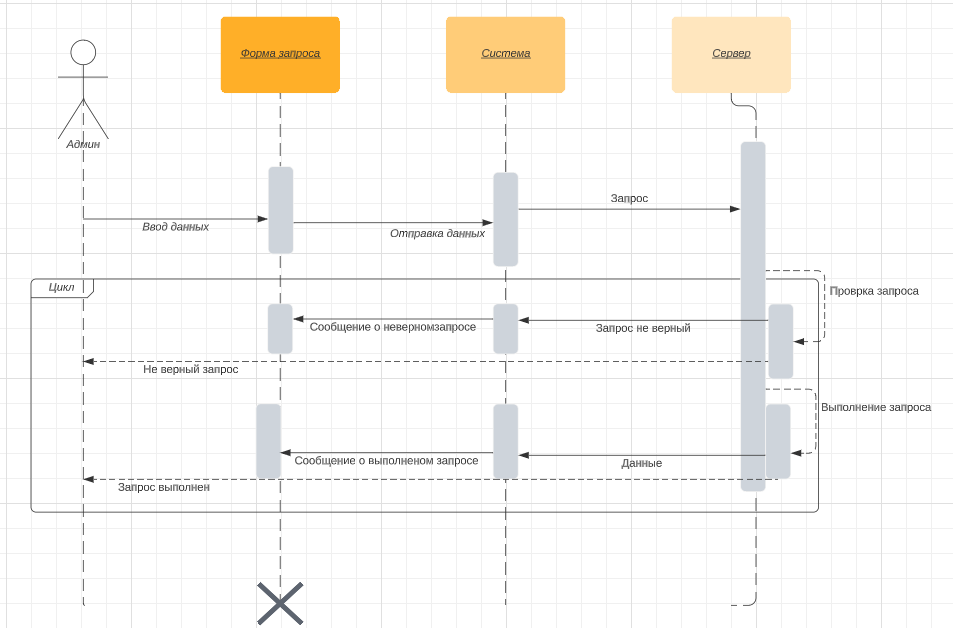 Форма запроса
Система
Сервер
Админ
Запрос
Ввод данных
Отправка данных
Цикл
Проврка запроса
Сообщение о неверномзапросе
Запрос не верный
Не верный запрос
Выполнение запроса
Сообщение о выполненом запросе
Данные
Запрос выполнен